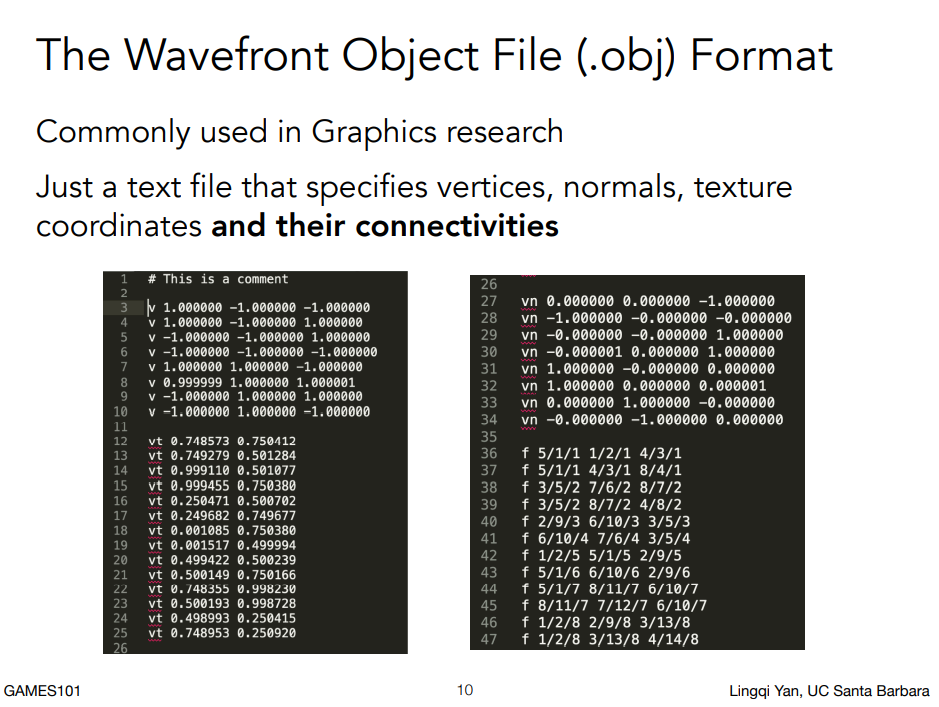 The Wavefront Object File (.obj) Format
Commonly used in Graphics research
Just a text file that specifies vertices, normals, texture
coordinates and their connectivities
1 # This is a comment
2
3 v 1.000000 -1.000000 -1.000000
4 v 1.000000 -1.000000 1.000000
5 v -1.000000 -1.000000 1.000000
6 v -1.000000 -1.000000 -1.000000
7 v 1.000000 1.000000 -1.000000
8 v 0.999999 1.000000 1.000001
9 v -1.000000 1.000000 1.000000
10 v -1.000000 1.000000 -1.000000
11
12 vt 0.748573 0.750412
13 vt 0.749279 0.501284
14 vt 0.999110 0.501077
15 vt 0.999455 0.750380
16 vt 0.250471 0.500702
17 vt 0.249682 0.749677
18 vt 0.001085 0.750380
19 vt 0.001517 0.499994
20 vt 0.499422 0.500239
21 vt 0.500149 0.750166
22 vt 0.748355 0.998230
23 vt 0.500193 0.998728
24 vt 0.498993 0.250415
25 vt 0.748953 0.250920
26
26
27 vn 0.000000 0.000000 -1.000000
28 vn -1.000000 -0.000000 -0.000000
29 vn -0.000000 -0.000000 1.000000
30 vn -0.000001 0.000000 1.000000
31 vn 1.000000 -0.000000 0.000000
32 vn 1.000000 0.000000 0.000001
33 vn 0.000000 1.000000 -0.000000
34 vn -0.000000 -1.000000 0.000000
35
36 f 5/1/1 1/2/1 4/3/1
37 f 5/1/1 4/3/1 8/4/1
38 f 3/5/2 7/6/2 8/7/2
39 f 3/5/2 8/7/2 4/8/2
40 f 2/9/3 6/10/3 3/5/3
41 f 6/10/4 7/6/4 3/5/4
42 f 1/2/5 5/1/5 2/9/5
43 f 5/1/6 6/10/6 2/9/6
44 f 5/1/7 8/11/7 6/10/7
45 f 8/11/7 7/12/7 6/10/7
46 f 1/2/8 2/9/8 3/13/8
47 f 1/2/8 3/13/8 4/14/8
GAMES101
10
Lingqi Yan, UC Santa Barbara